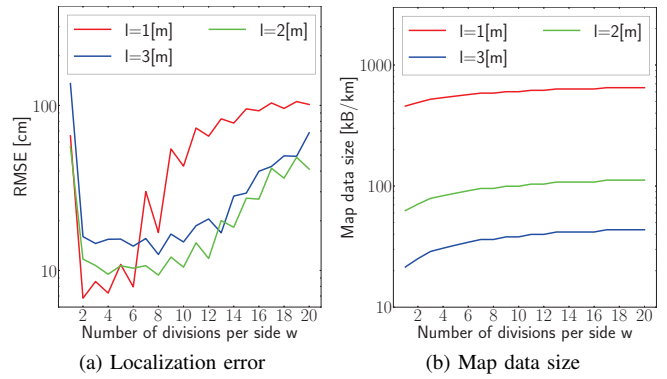 l=1[m] l=2[m]
l=3[m]
RMSE [cm]
100
10
2 4 6 8 10 12 14 16 18 20
Number of divisions per side w
(a) Localization error
l=1[m] l=2[m]
l=3[m]
Map data size [kB/km]
1000
100
10
2 4 6 8 10 12 14 16 18 20
Number of divisions per side w
(b) Map data size